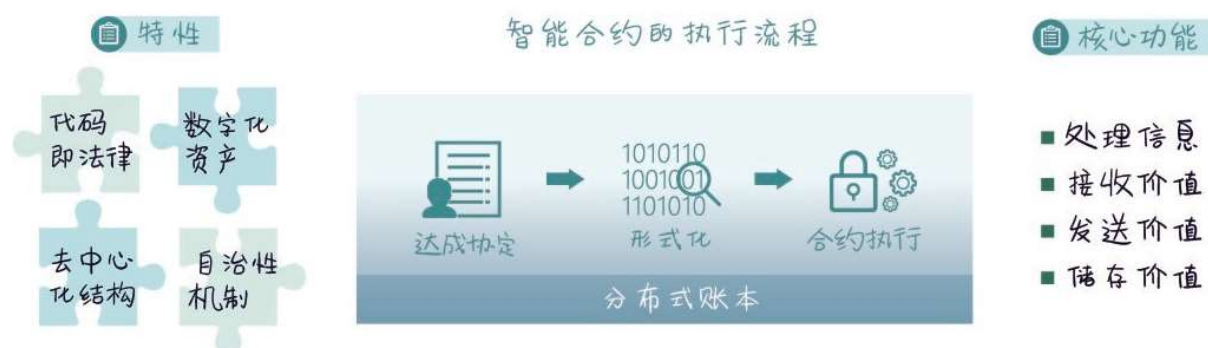 特性
代码
即法律
数字化
资产
去中心
化结构
自治性
机制
智能合约的执行流程
1010110
1001001
1101010
达成协定
形式化
合约执行
分布式账本
核心功能
处理信息
接收价值
发送价值
储存价值